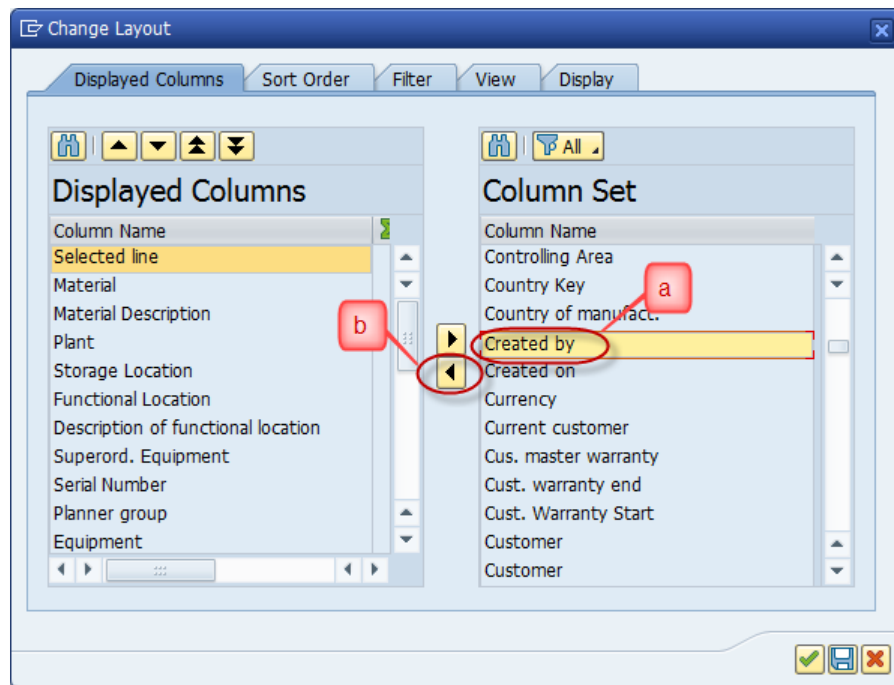 Change Layout
Displayed Columns
Sort Order
Filter
View
Display
All
Displayed Columns
Column Name
Selected line
Material
Material Description
Plant
Storage Location
Functional Location
Description of functional location
Superord. Equipment
Serial Number
Planner group
Equipment
b
Column Set
Column Name
Controlling Area
Country Key
Country of manufact.
Created by
Created on
Currency
Current customer
Cus. master warranty
Cust. warranty end
Cust. Warranty Start
Customer
Customer
a